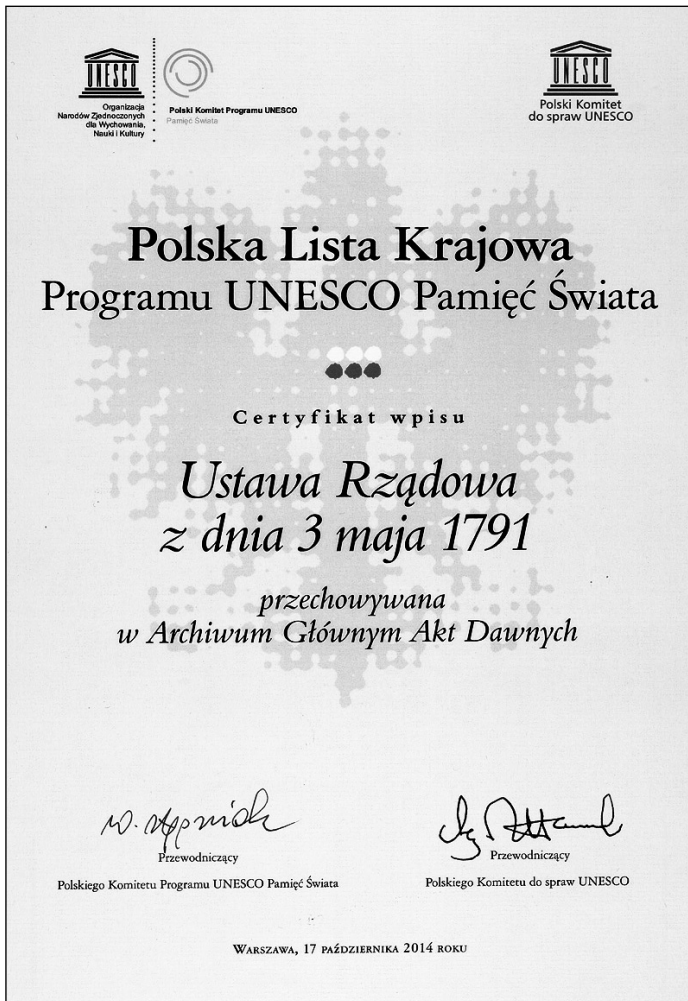 UNESCO
Organizacja
Narodów Zjednoczonych
dla Wychowania,
Nauki i Kultury
Polski Komitet Programu UNESCO
Pamięć Świata
UNESCO
Polski Komitet
do spraw UNESCO
Polska Lista Krajowa
Programu UNESCO Pamięć Świata
Certyfikat wpisu
Ustawa Rządowa
z dnia 3 maja 1791
przechowywana
w Archiwum Głównym Akt Dawnych
Przewodniczący
Polskiego Komitetu Programu UNESCO Pamięć Świata
Przewodniczący
Polskiego Komitetu do spraw UNESCO
Warszawa, 17 października 2014 roku